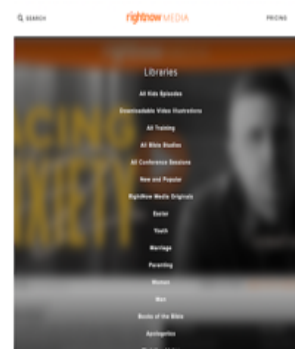 SEARCH
rightnow MEDIA
PRICING
Libraries
All Kids Episodes
Downloadable Video Illustrations
All Training
All Bible Studies
All Conference Sessions
New and Popular
RightNow Media Originals
Easter
Youth
Marriage
Parenting
Women
Men
Books of the Bible
Apologetics